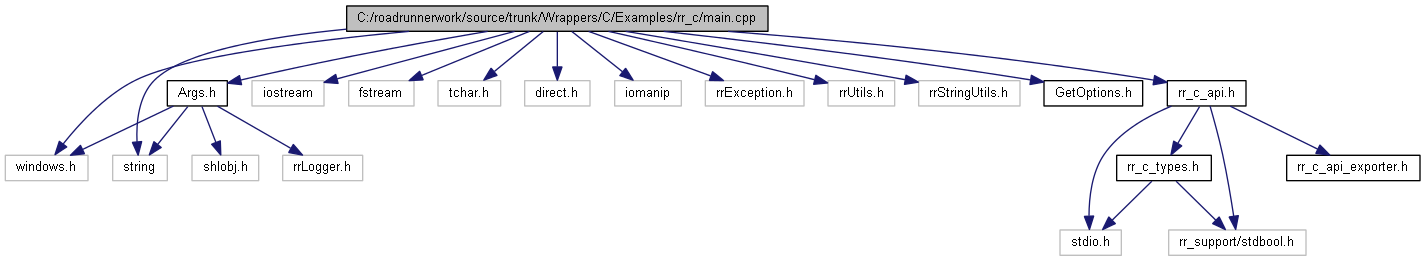 C:/roadrunnerwork/source/trunk/Wrappers/C/Examples/rr_c/main.cpp
Args.h
iostream
fstream
tchar.h
direct.h
iomanip
rrException.h
rrUtils.h
rrStringUtils.h
GetOptions.h
rr_c_api.h
windows.h
string
shlobj.h
rrLogger.h
rr_c_types.h
rr_c_api_exporter.h
stdio.h
rr_support/stdbool.h